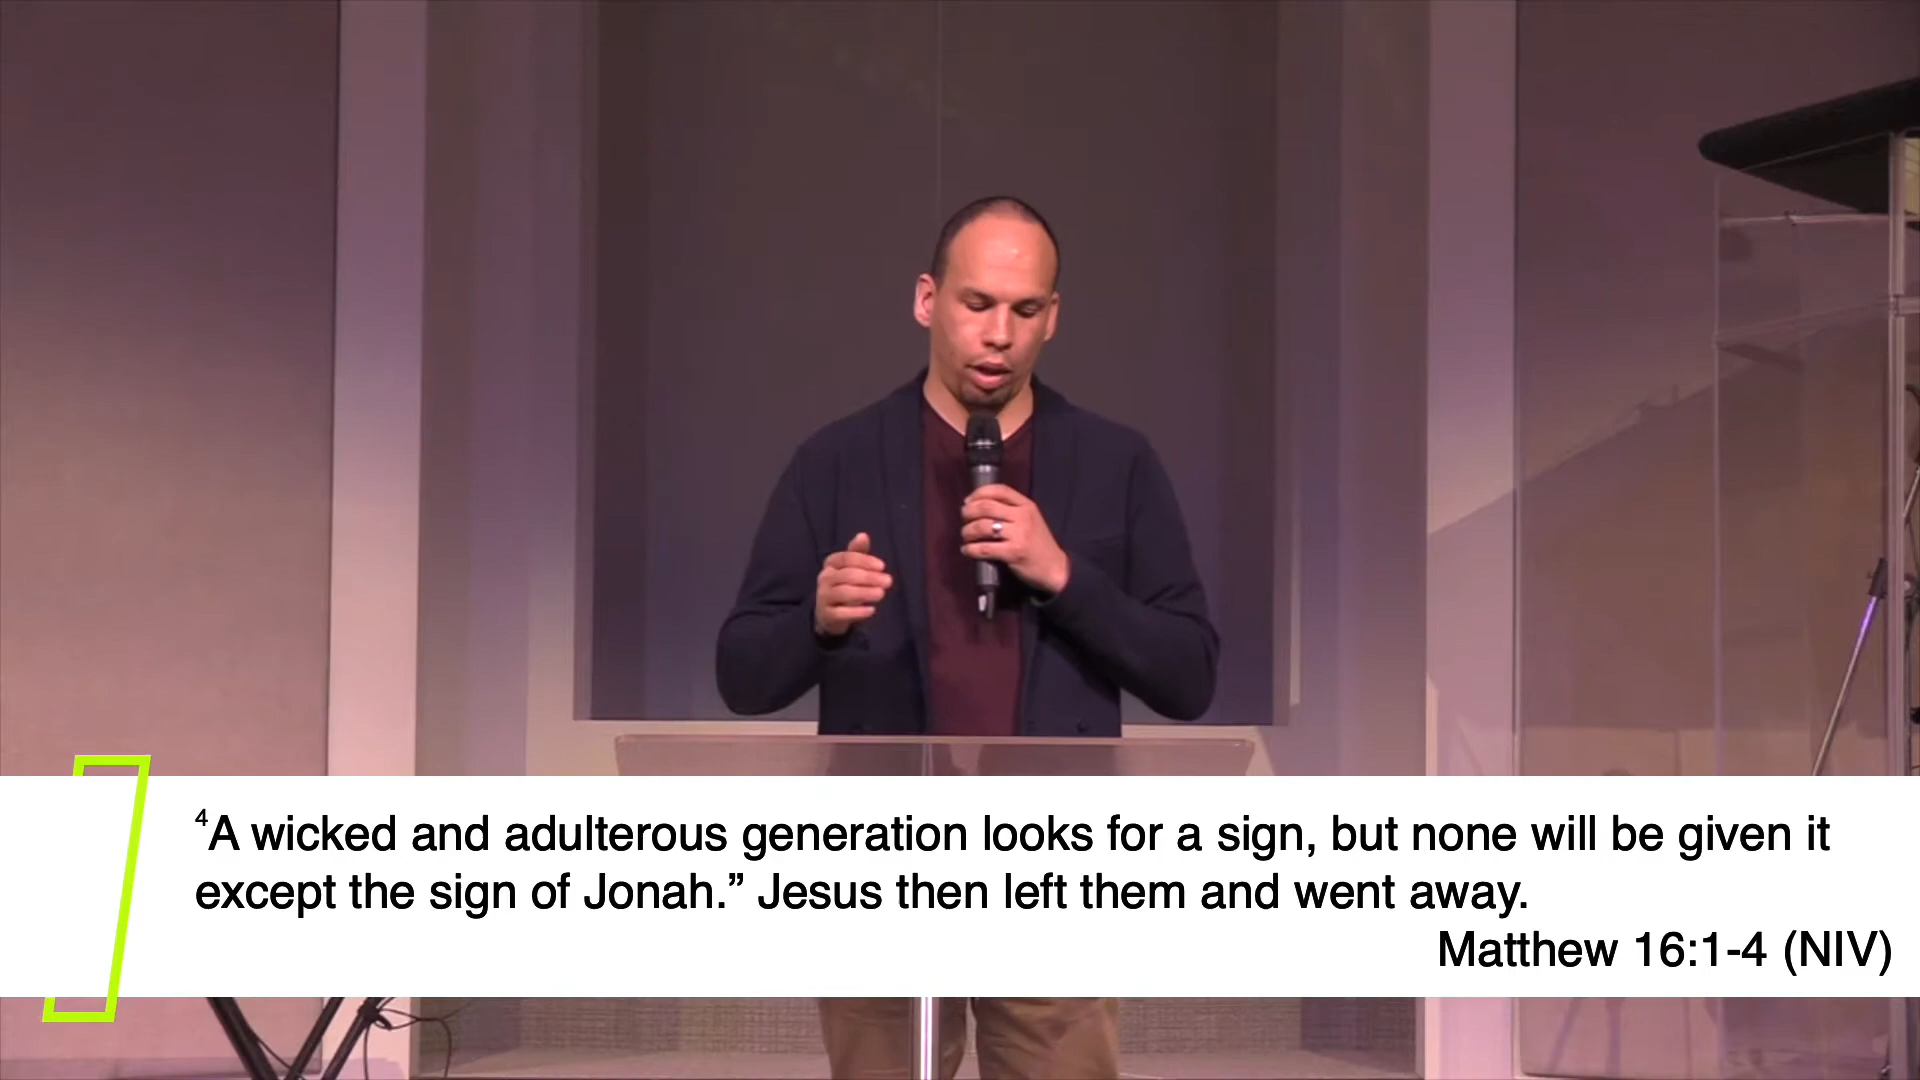 ⁴A wicked and adulterous generation looks for a sign, but none will be given it
except the sign of Jonah.” Jesus then left them and went away.
Matthew 16:1-4 (NIV)